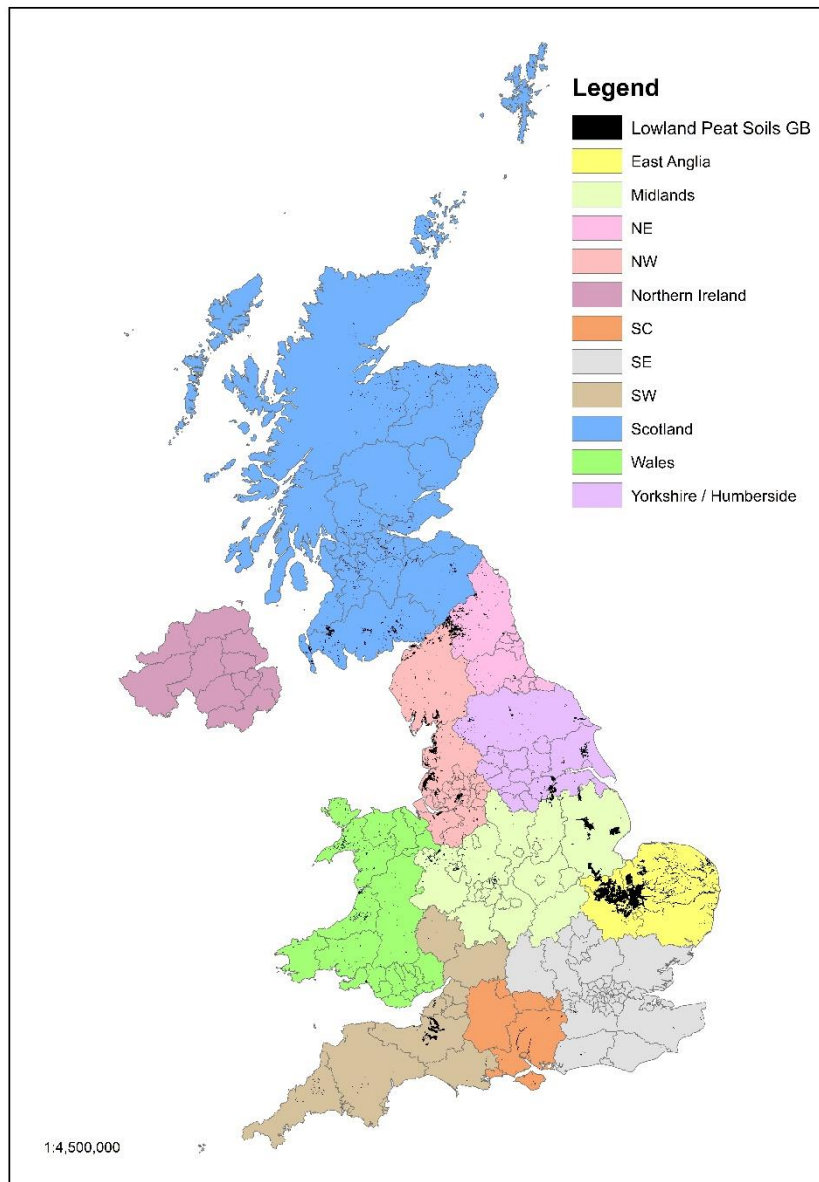 Legend
Lowland Peat Soils GB
East Anglia
Midlands
NE
NW
Northern Ireland
SC
SE
SW
Scotland
Wales
Yorkshire / Humberside
1:4,500,000